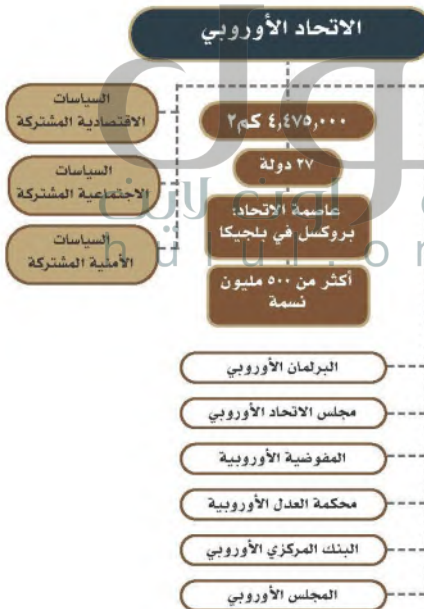 الاتحاد الأوروبي
السياسات
الاقتصادية المشتركة
السياسات
الاجتماعية المشتركة
السياسات
الأمنية المشتركة
٤,٤٧٥,٠٠٠ كم٢
٢٧ دولة
عاصمة الاتحاد:
بروكسل في بلجيكا
أكثر من ٥٠٠ مليون
نسمة
البرلمان الأوروبي
مجلس الاتحاد الأوروبي
المفوضية الأوروبية
محكمة العدل الأوروبية
البنك المركزي الأوروبي
المجلس الأوروبي